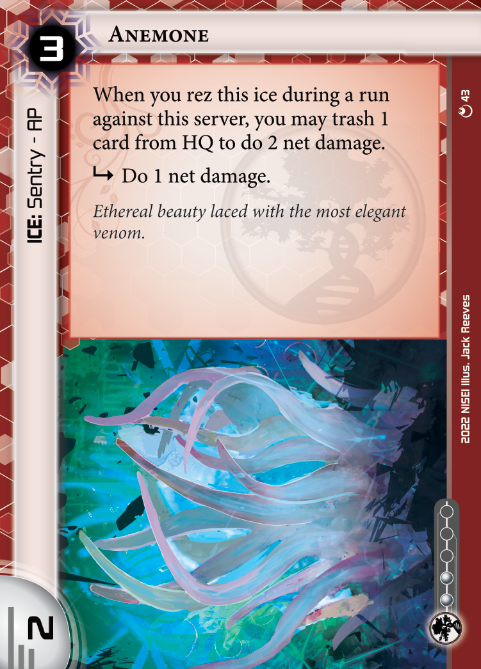 3
ANEMONE
ICE: Sentry - AP
When you rez this ice during a run
against this server, you may trash 1
card from HQ to do 2 net damage.
Do 1 net damage.
Ethereal beauty laced with the most elegant
venom.
43
2022 NISEI Illus. Jack Reeves
2